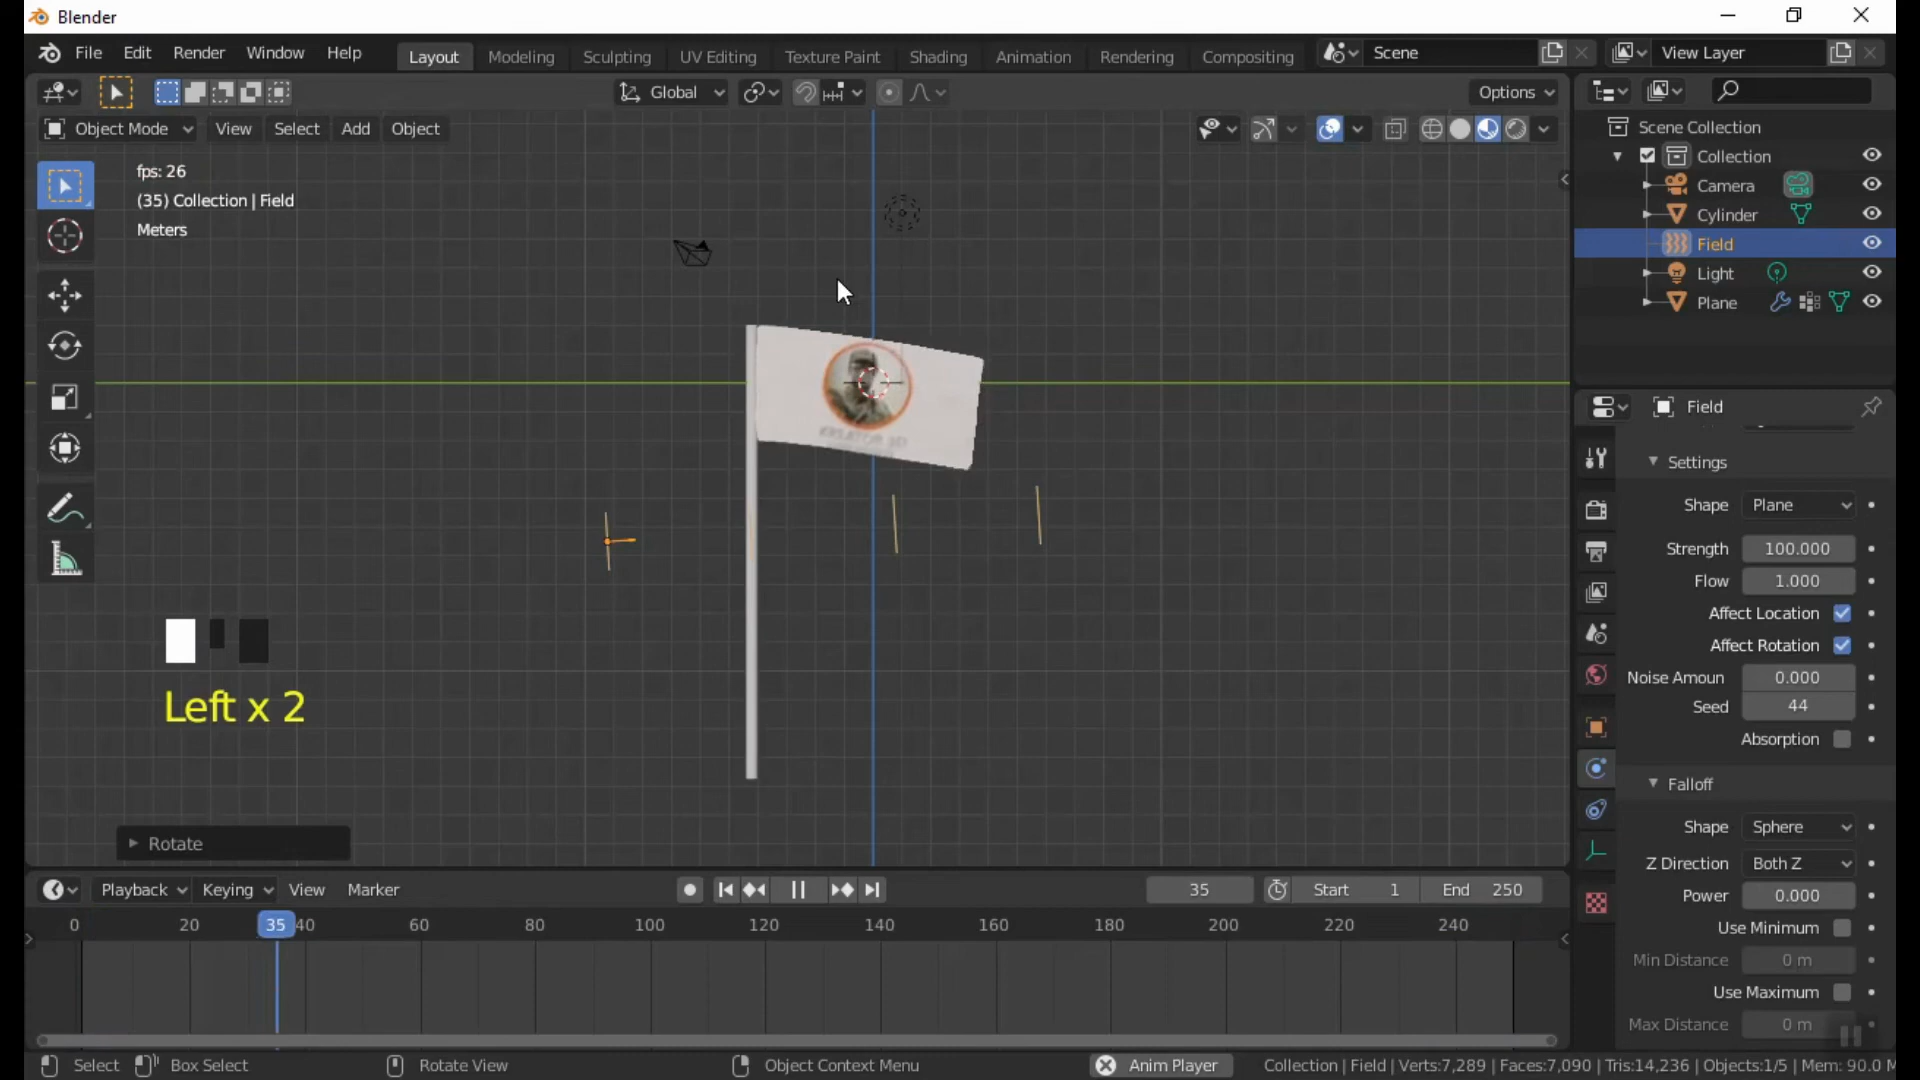 Blender
File Edit Render Window Help
Layout Modeling Sculpting UV Editing Texture Paint Shading Animation Rendering Compositing
Scene
View Layer
Global
Options
Object Mode View Select Add Object
fps: 26
(35) Collection | Field
Meters
Left x 2
Rotate
Scene Collection
Collection
Camera
Cylinder
Field
Light
Plane
Field
Settings
Shape Plane
Strength 100.000
Flow 1.000
Affect Location
Affect Rotation
Noise Amoun 0.000
Seed 44
Absorption
Falloff
Shape Sphere
Z Direction Both Z
Power 0.000
Use Minimum
Min Distance 0 m
Use Maximum
Max Distance 0 m
Playback Keying View Marker
35 Start 1 End 250
0 20 35 40 60 80 100 120 140 160 180 200 220 240
Select Box Select Rotate View Object Context Menu Anim Player Collection | Field | Verts:7,289 | Faces:7,090 | Tris:14,236 | Objects:1/5 | Mem: 90.0 M